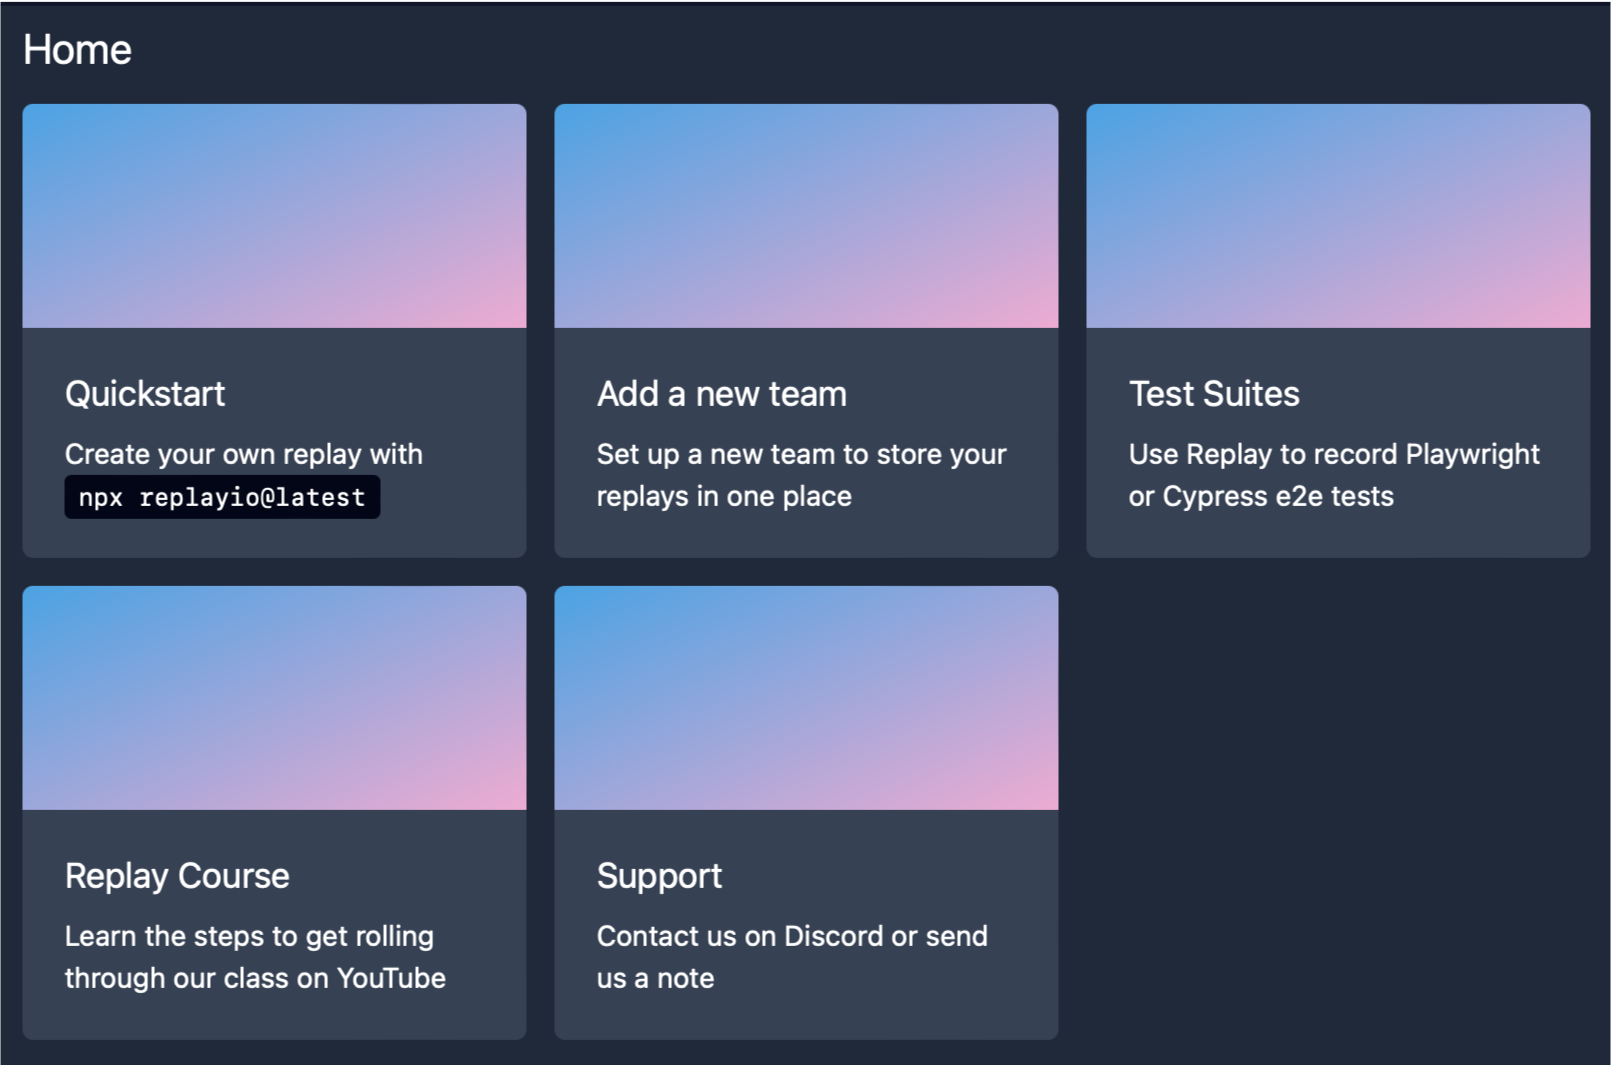 Home
Quickstart
Create your own replay with
npx replayio@latest
Add a new team
Set up a new team to store your
replays in one place
Test Suites
Use Replay to record Playwright
or Cypress e2e tests
Replay Course
Learn the steps to get rolling
through our class on YouTube
Support
Contact us on Discord or send
us a note